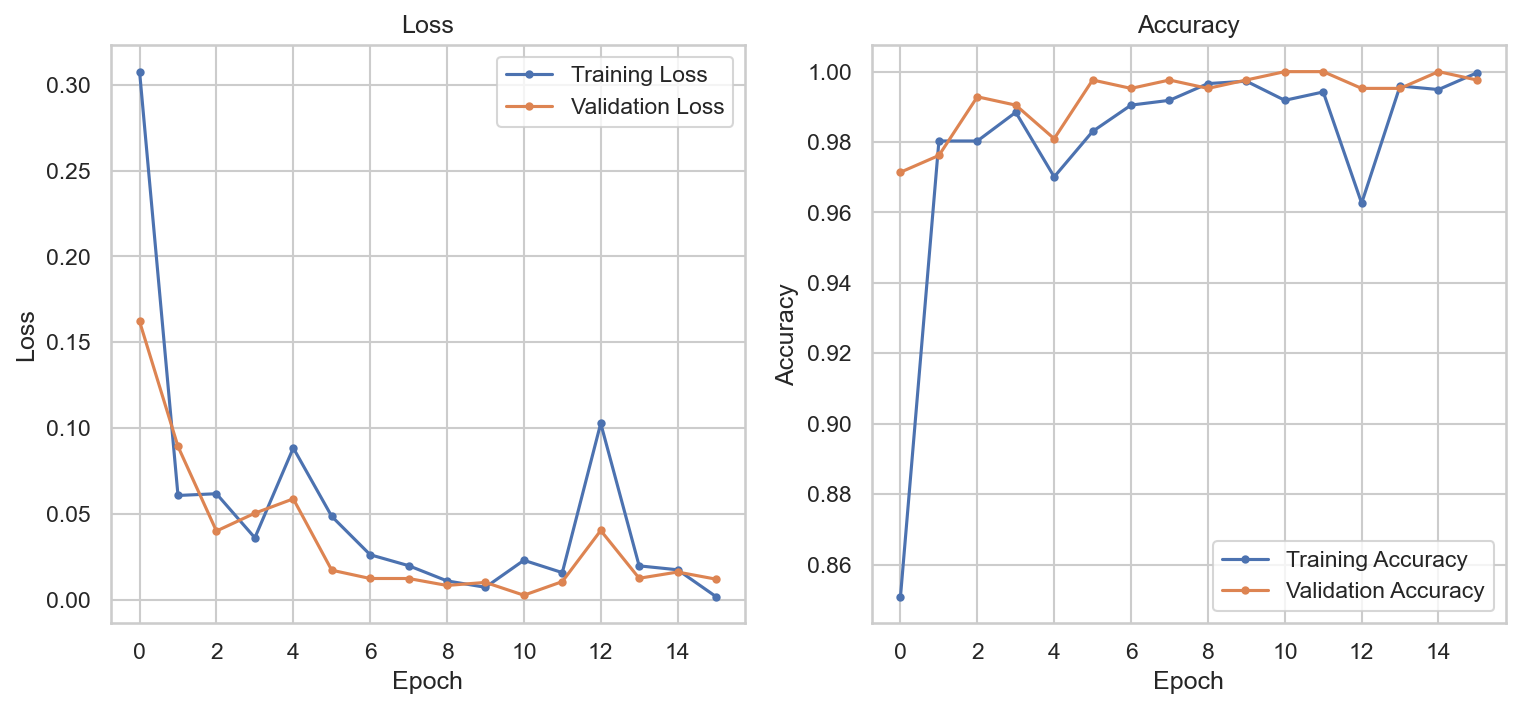 Loss
0.30
0.25
0.20
0.15
0.10
0.05
0.00
Loss
0 2 4 6 8 10 12 14
Epoch
Training Loss
Validation Loss
Accuracy
1.00
0.98
0.96
0.94
0.92
0.90
0.88
0.86
Accuracy
0 2 4 6 8 10 12 14
Epoch
Training Accuracy
Validation Accuracy